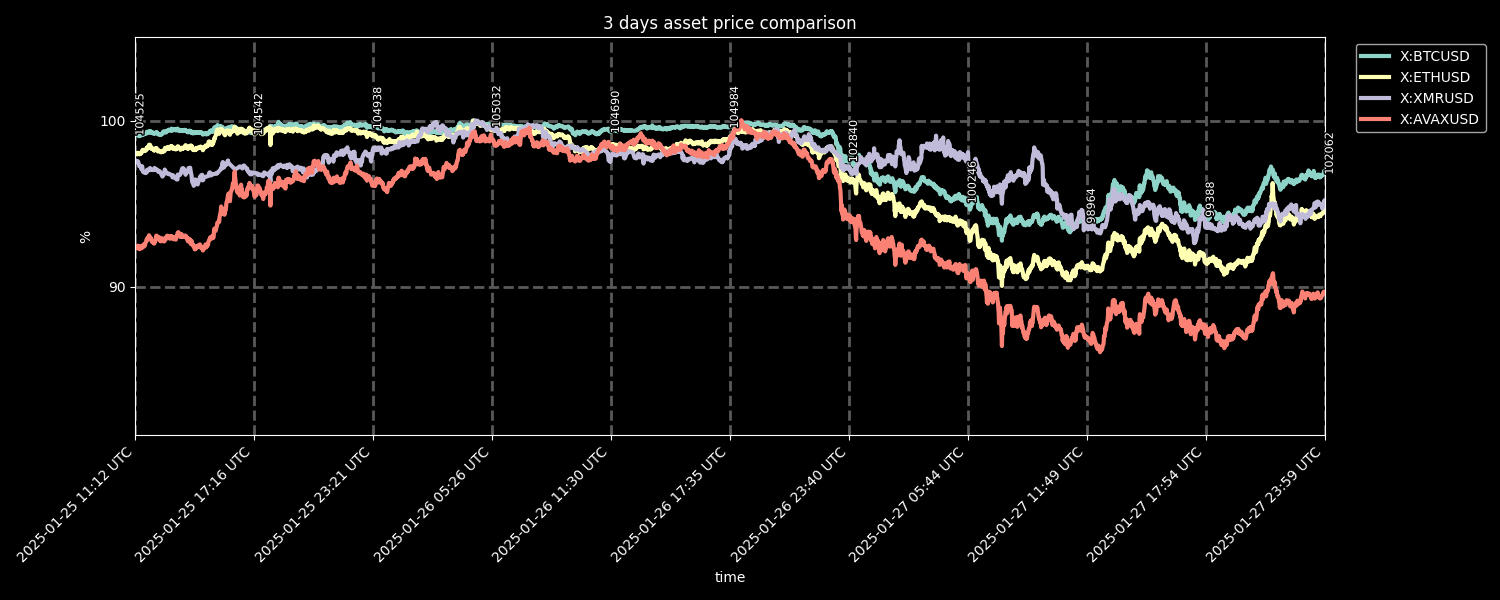 3 days asset price comparison
X:BTCUSD
X:ETHUSD
X:XMRUSD
X:AVAXUSD
100
90
%
104525
104542
104938
105032
104690
104984
102840
100246
98964
99388
102062
2025-01-25 11:12 UTC
2025-01-25 17:16 UTC
2025-01-25 23:21 UTC
2025-01-26 05:26 UTC
2025-01-26 11:30 UTC
2025-01-26 17:35 UTC
2025-01-26 23:40 UTC
2025-01-27 05:44 UTC
2025-01-27 11:49 UTC
2025-01-27 17:54 UTC
2025-01-27 23:59 UTC
time